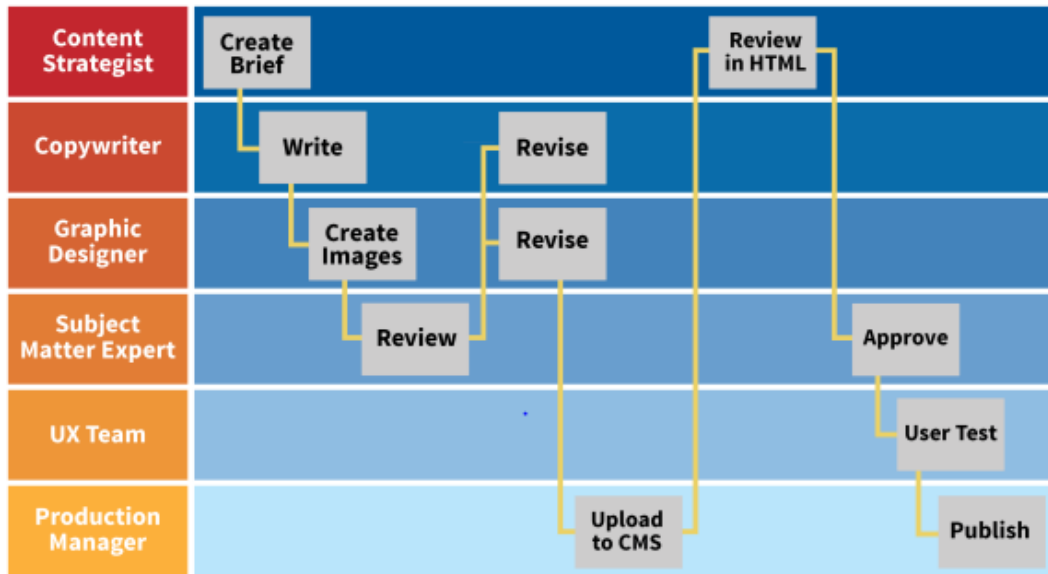 Content
Strategist
Create
Brief
Review
in HTML
Copywriter
Write
Revise
Graphic
Designer
Create
Images
Revise
Subject
Matter Expert
Review
Approve
UX Team
User Test
Production
Manager
Upload
to CMS
Publish